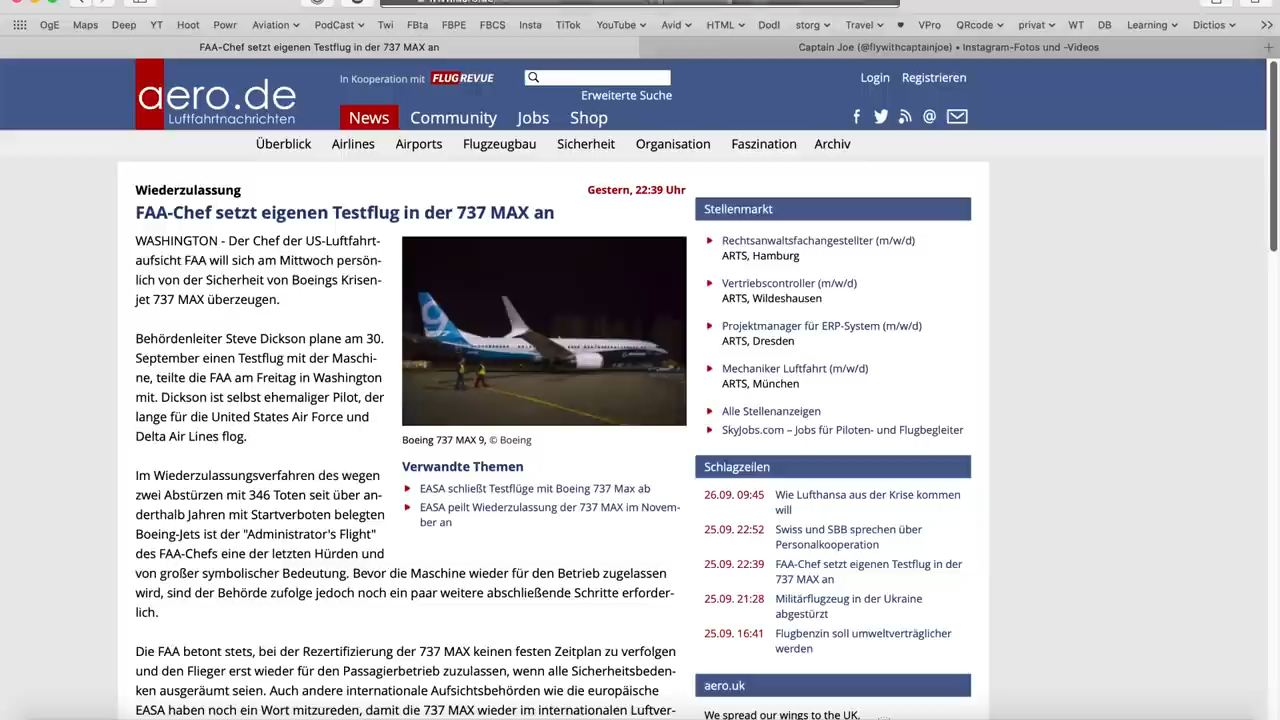 OgE Maps Deep YT Hoot Powr Aviation PodCast Twi FBta FBPE FBCS Insta TiTok YouTube Avid HTML Dodl storg Travel ♥ VPro QRcode privat WT DB Learning Dictios >>
FAA-Chef setzt eigenen Testflug in der 737 MAX an
Captain Joe (@flywithcaptainjoe) • Instagram-Fotos und -Videos
aero.de
Luftfahrtnachrichten
In Kooperation mit FLUG REVUE
Erweiterte Suche
Login Registrieren
News Community Jobs Shop
Überblick Airlines Airports Flugzeugbau Sicherheit Organisation Faszination Archiv
Wiederzulassung
Gestern, 22:39 Uhr
FAA-Chef setzt eigenen Testflug in der 737 MAX an
WASHINGTON - Der Chef der US-Luftfahrt-
aufsicht FAA will sich am Mittwoch persön-
lich von der Sicherheit von Boeings Krisen-
jet 737 MAX überzeugen.
Behördenleiter Steve Dickson plane am 30.
September einen Testflug mit der Maschi-
ne, teilte die FAA am Freitag in Washington
mit. Dickson ist selbst ehemaliger Pilot, der
lange für die United States Air Force und
Delta Air Lines flog.
Im Wiederzulassungsverfahren des wegen
zwei Abstürzen mit 346 Toten seit über an-
derthalb Jahren mit Startverboten belegten
Boeing-Jets ist der "Administrator's Flight"
des FAA-Chefs eine der letzten Hürden und
von großer symbolischer Bedeutung. Bevor die Maschine wieder für den Betrieb zugelassen
wird, sind der Behörde zufolge jedoch noch ein paar weitere abschließende Schritte erforder-
lich.
Die FAA betont stets, bei der Rezertifizierung der 737 MAX keinen festen Zeitplan zu verfolgen
und den Flieger erst wieder für den Passagierbetrieb zuzulassen, wenn alle Sicherheitsbeden-
ken ausgeräumt seien. Auch andere internationale Aufsichtsbehörden wie die europäische
EASA haben noch ein Wort mitzureden, damit die 737 MAX wieder im internationalen Luftver-
Boeing 737 MAX 9, © Boeing
Verwandte Themen
EASA schließt Testflüge mit Boeing 737 Max ab
EASA peilt Wiederzulassung der 737 MAX im Novem-
ber an
Stellenmarkt
Rechtsanwaltsfachangestellter (m/w/d)
ARTS, Hamburg
Vertriebscontroller (m/w/d)
ARTS, Wildeshausen
Projektmanager für ERP-System (m/w/d)
ARTS, Dresden
Mechaniker Luftfahrt (m/w/d)
ARTS, München
Alle Stellenanzeigen
SkyJobs.com – Jobs für Piloten- und Flugbegleiter
Schlagzeilen
26.09. 09:45 Wie Lufthansa aus der Krise kommen
will
25.09. 22:52 Swiss und SBB sprechen über
Personalkooperation
25.09. 22:39 FAA-Chef setzt eigenen Testflug in der
737 MAX an
25.09. 21:28 Militärflugzeug in der Ukraine
abgestürzt
25.09. 16:41 Flugbenzin soll umweltverträglicher
werden
aero.uk
We spread our wings to the UK.